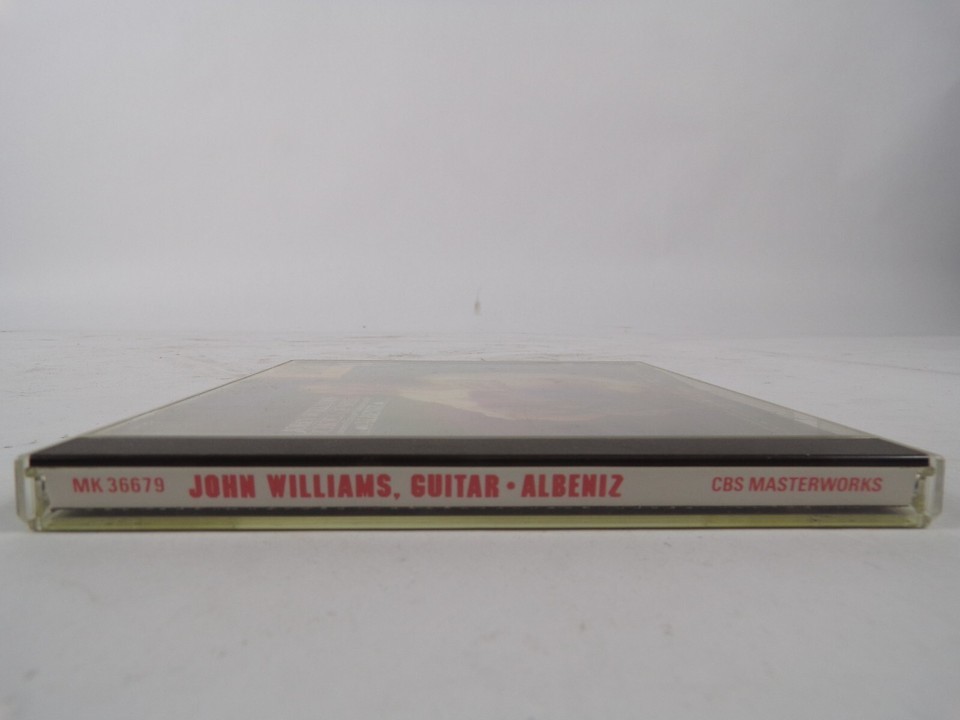 MK 36679 JOHN WILLIAMS, GUITAR • ALBENIZ CBS MASTERWORKS